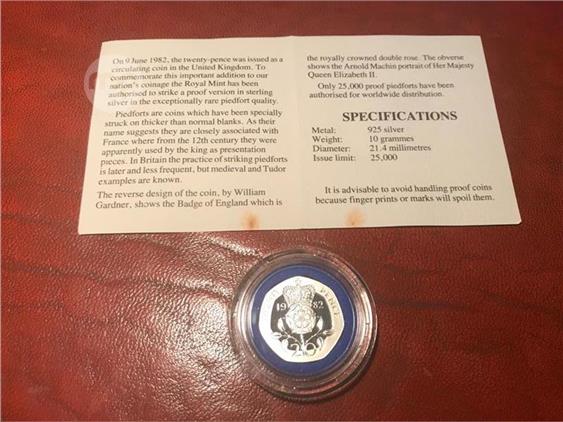 On 9 June 1982, the twenty-pence was issued as a
circulating coin in the United Kingdom. To
commemorate this important addition to our
nation's coinage the Royal Mint has been
authorised to strike a proof version in sterling
silver in the exceptionally rare piedfort quality.
Piedforts are coins which have been specially
struck on thicker than normal blanks. As their
name suggests they are closely associated with
France where from the 12th century they were
apparently used by the king as presentation
pieces. In Britain the practice of striking piedforts
is later and less frequent, but medieval and Tudor
examples are known.
The reverse design of the coin, by William
Gardner, shows the Badge of England which is
the royally crowned double rose. The obverse
shows the Arnold Machin portrait of Her Majesty
Queen Elizabeth II.
Only 25,000 proof piedforts have been
authorised for worldwide distribution.
SPECIFICATIONS
Metal: 925 silver
Weight: 10 grammes
Diameter: 21.4 millimetres
Issue limit: 25,000
It is advisable to avoid handling proof coins
because finger prints or marks will spoil them.
PENCE
1982
20